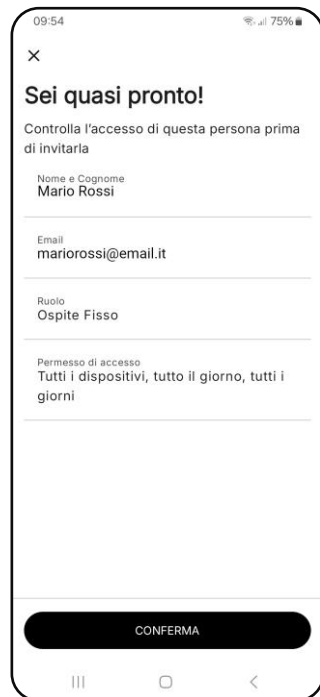 09:54 75%
Sei quasi pronto!
Controlla l'accesso di questa persona prima
di invitarla
Nome e Cognome
Mario Rossi
Email
mariorossi@email.it
Ruolo
Ospite Fisso
Permesso di accesso
Tutti i dispositivi, tutto il giorno, tutti i
giorni
CONFERMA